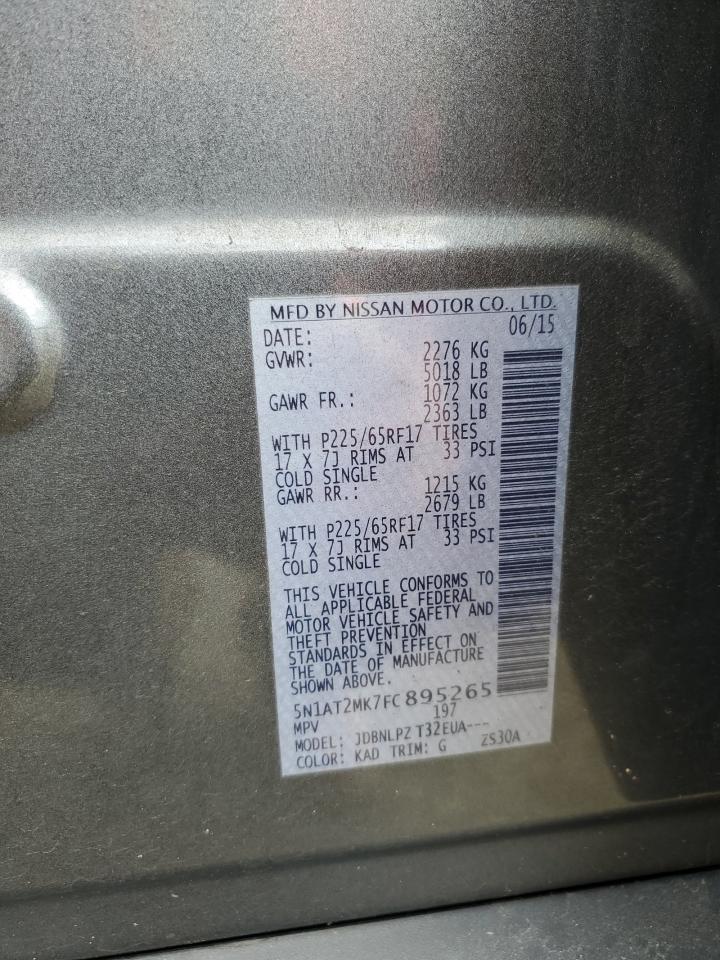 MFD BY NISSAN MOTOR CO., LTD.
DATE: 06/15
GVWR: 2276 KG
5018 LB
GAWR FR.: 1072 KG
2363 LB
WITH P225/65RF17 TIRES
17 X 7J RIMS AT 33 PSI
COLD SINGLE
GAWR RR.: 1215 KG
2679 LB
WITH P225/65RF17 TIRES
17 X 7J RIMS AT 33 PSI
COLD SINGLE
THIS VEHICLE CONFORMS TO
ALL APPLICABLE FEDERAL
MOTOR VEHICLE SAFETY AND
THEFT PREVENTION
STANDARDS IN EFFECT ON
THE DATE OF MANUFACTURE
SHOWN ABOVE.
5N1AT2MK7FC895265
MPV 197
MODEL: JDBNLPZ T32EUA---
COLOR: KAD TRIM: G ZS30A